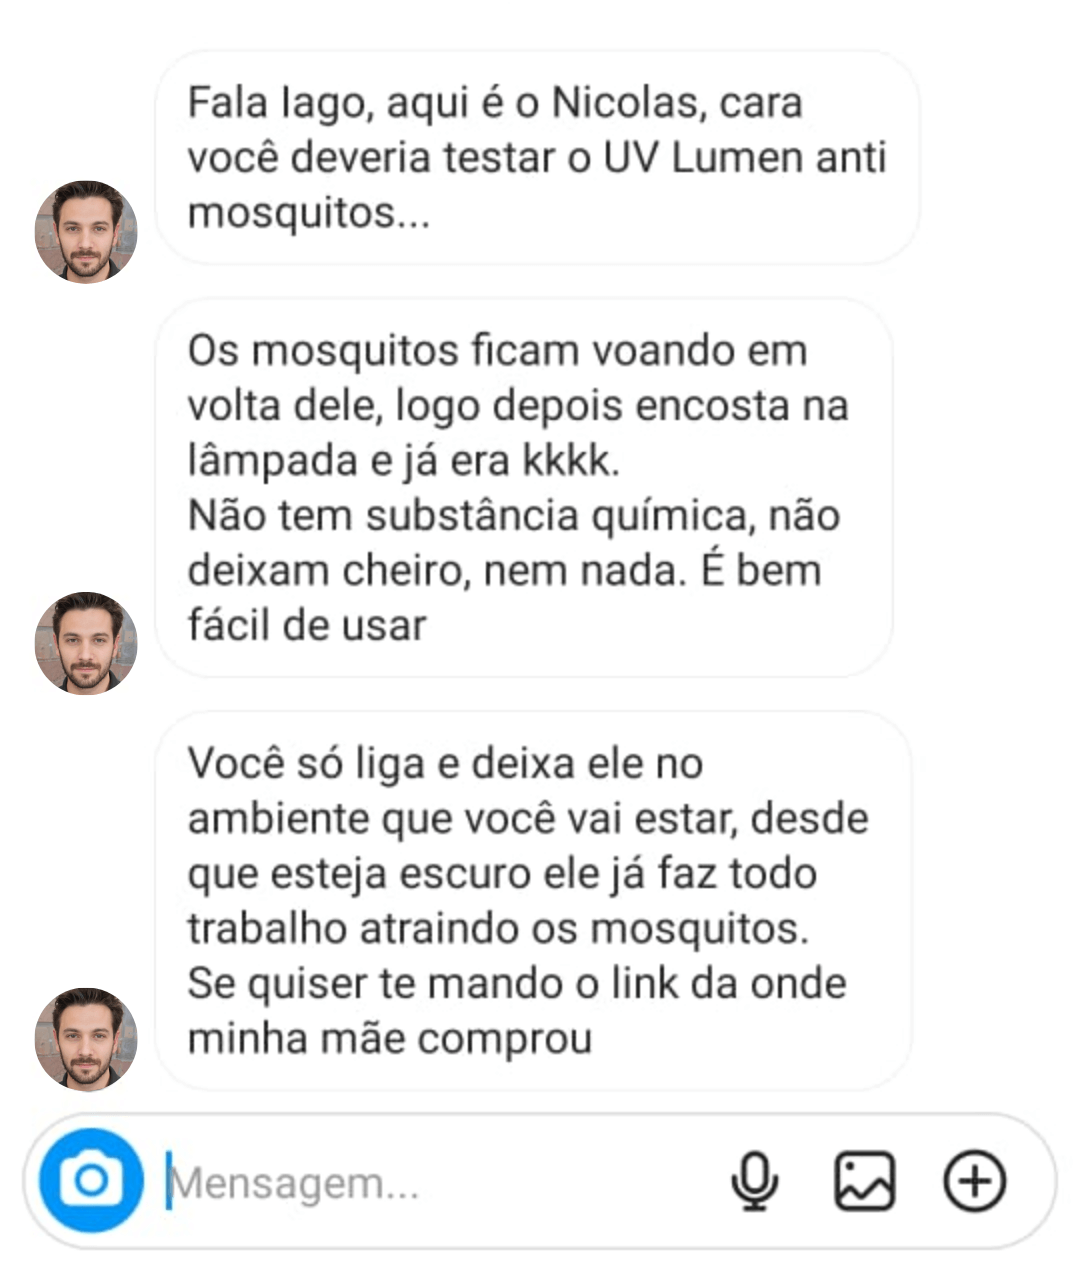 Fala Iago, aqui é o Nicolas, cara
você deveria testar o UV Lumen anti
mosquitos...
Os mosquitos ficam voando em
volta dele, logo depois encosta na
lâmpada e já era kkkk.
Não tem substância química, não
deixam cheiro, nem nada. É bem
fácil de usar
Você só liga e deixa ele no
ambiente que você vai estar, desde
que esteja escuro ele já faz todo
trabalho atraindo os mosquitos.
Se quiser te mando o link da onde
minha mãe comprou
Mensagem...